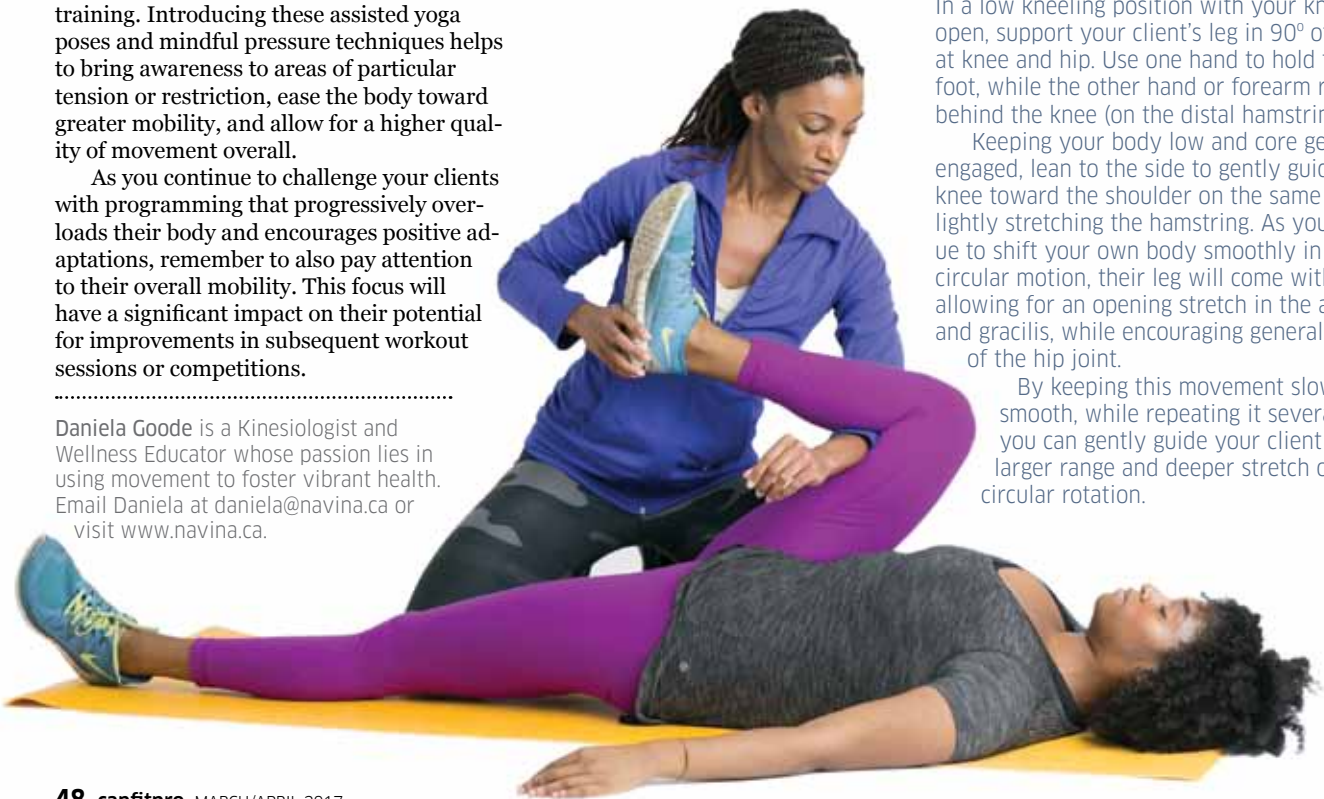 training. Introducing these assisted yoga
poses and mindful pressure techniques helps
to bring awareness to areas of particular
tension or restriction, ease the body toward
greater mobility, and allow for a higher qual-
ity of movement overall.
As you continue to challenge your clients
with programming that progressively over-
loads their body and encourages positive ad-
aptations, remember to also pay attention
to their overall mobility. This focus will
have a significant impact on their potential
for improvements in subsequent workout
sessions or competitions.
Daniela Goode is a Kinesiologist and
Wellness Educator whose passion lies in
using movement to foster vibrant health.
Email Daniela at daniela@navina.ca or
visit www.navina.ca.
In a low kneeling position with your
open, support your client's leg in 90°
at knee and hip. Use one hand to hold
foot, while the other hand or forearm
behind the knee (on the distal
Keeping your body low and core
engaged, lean to the side to gently
knee toward the shoulder on the same
lightly stretching the hamstring. As
ue to shift your own body smoothly in
circular motion, their leg will come
allowing for an opening stretch in the
and gracilis, while encouraging general
of the hip joint.
By keeping this movement
smooth, while repeating it
you can gently guide your client
larger range and deeper stretch
circular rotation.
48 canfitpro MARCH/APRIL 2017